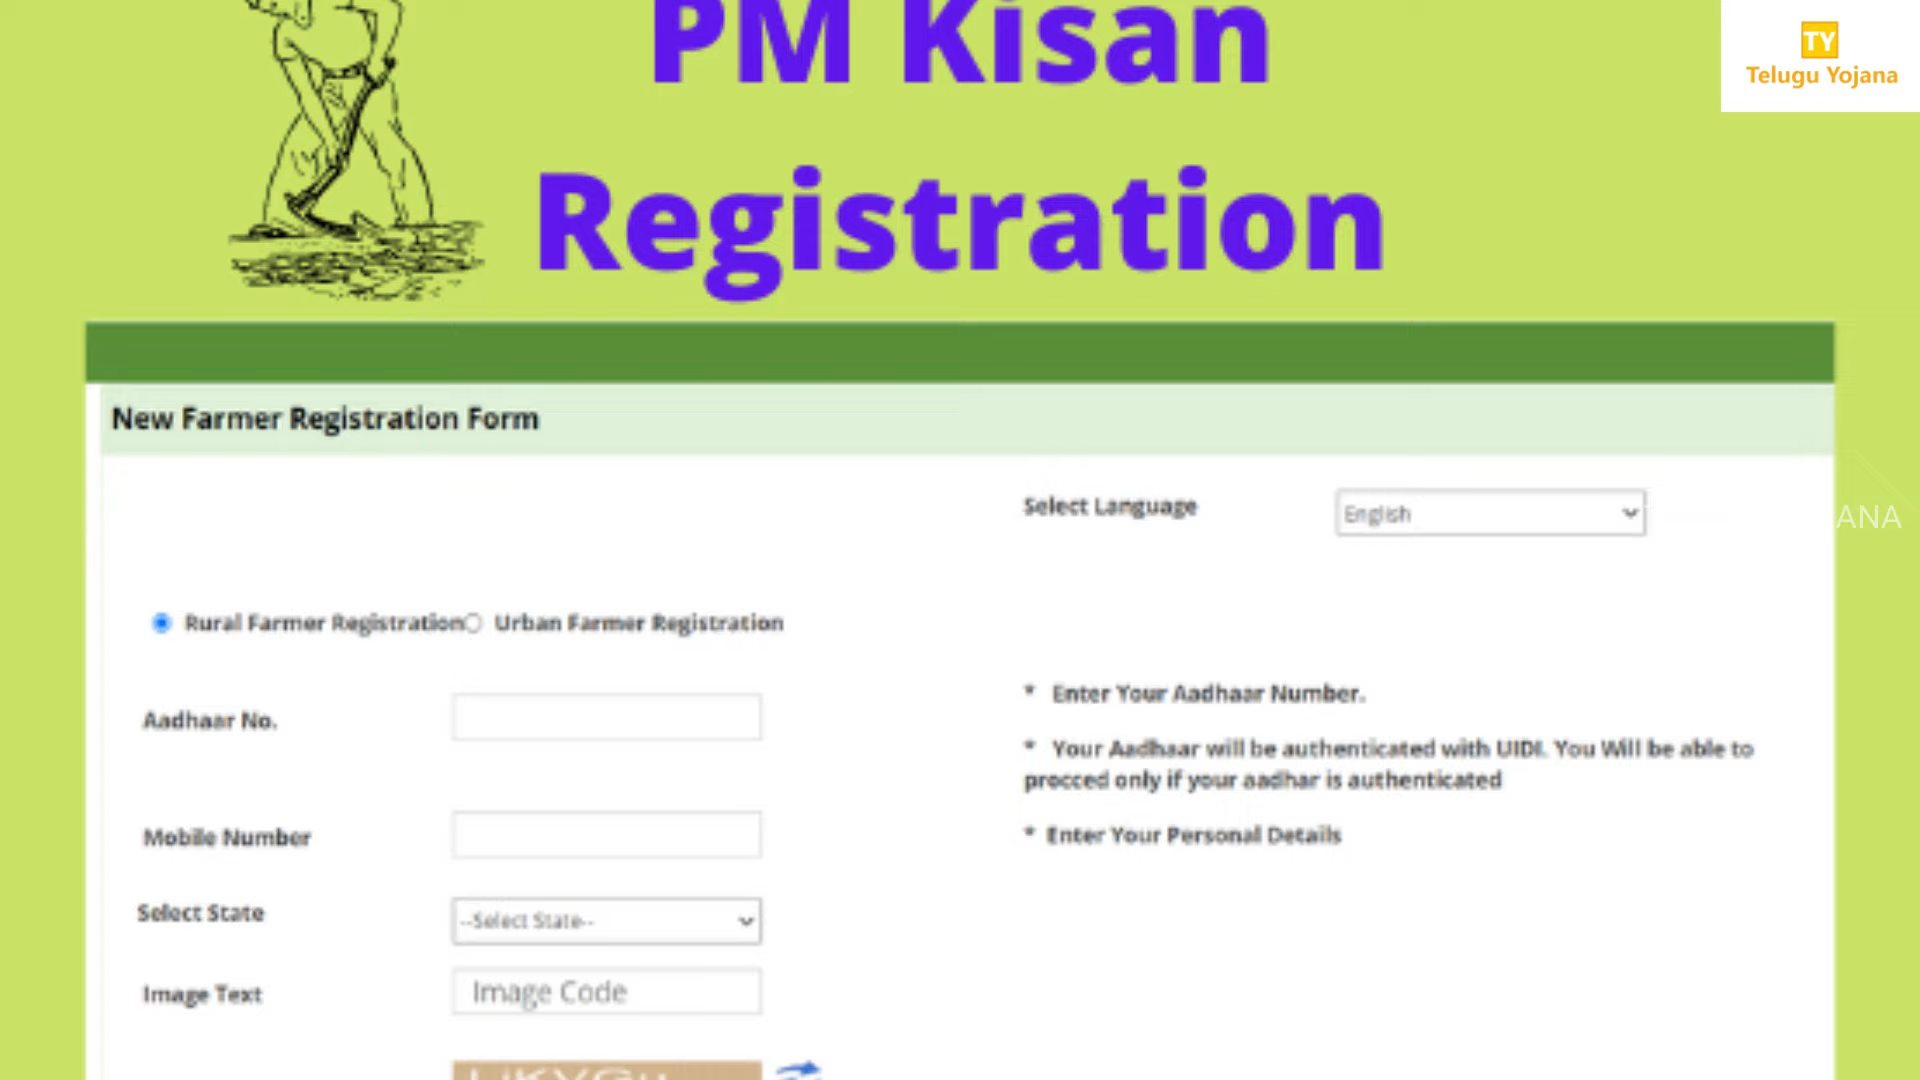 PM Kisan
TY
Telugu Yojana
Registration
New Farmer Registration Form
Select Language
English
ANA
Rural Farmer Registration Urban Farmer Registration
* Enter Your Aadhaar Number.
Aadhaar No.
* Your Aadhaar will be authenticated with UIDI. You Will be able to
procced only if your aadhar is authenticated
Mobile Number
* Enter Your Personal Details
Select State
--Select State--
Image Text
Image Code